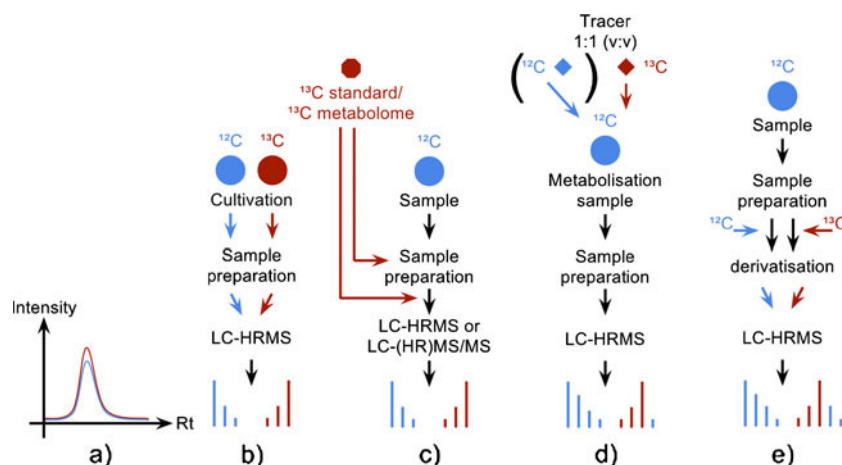 Intensity
Rt
a)
¹²C ¹³C
Cultivation
Sample
preparation
LC-HRMS
b)
¹³C standard/
¹³C metabolome
¹²C
Sample
Sample
preparation
LC-HRMS or
LC-(HR)MS/MS
c)
Tracer
1:1 (v:v)
( ¹²C ) ¹³C
¹²C
Metabolisation
sample
Sample
preparation
LC-HRMS
d)
¹²C
Sample
Sample
preparation
¹²C ¹³C
derivatisation
LC-HRMS
e)